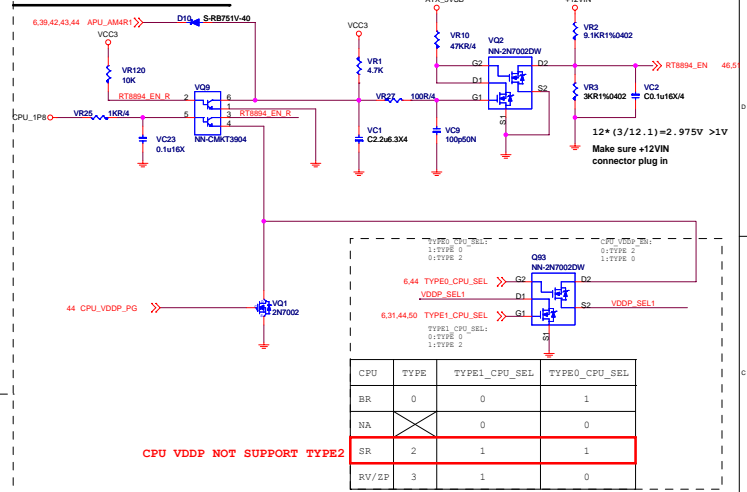 ATX_5VSB
+12VIN
6,39,42,43,44 APU_AM4R1
D10 S-RB751V-40
VCC3
VCC3
VR120
10K
VR1
4.7K
VR10
47KR/4
VQ2
NN-2N7002DW
VR2
9.1KR1%0402
G2
D2
RT8894_EN 46,51
D1
S2
VQ9
RT8894_EN_R 2
6
1
VR27 100R/4
G1
S1
VR3
3KR1%0402
VC2
C0.1u16X/4
D
CPU_1P8
VR25 1KR/4
5
3 RT8894_EN_R
4
NN-CMKT3904
VC23
0.1u16X
VC1
C2.2u6.3X4
VC9
100p50N
12*(3/12.1)=2.975V >1V
Make sure +12VIN
connector plug in
TYPE0_CPU_SEL:
1:TYPE 0
0:TYPE 2
CPU_VDDP_EN:
0:TYPE 2
1:TYPE 0
Q93
NN-2N7002DW
6,44 TYPE0_CPU_SEL
G2
D2
VDDP_SEL1
D1
S2
VDDP_SEL1
6,31,44,50 TYPE1_CPU_SEL
G1
S1
TYPE1_CPU_SEL:
0:TYPE 0
1:TYPE 2
44 CPU_VDDP_PG
VQ1
2N7002
CPU TYPE TYPE1_CPU_SEL TYPE0_CPU_SEL
C
BR 0 0 1
NA 0 0
CPU VDDP NOT SUPPORT TYPE2
SR 2 1 1
RV/ZP 3 1 0